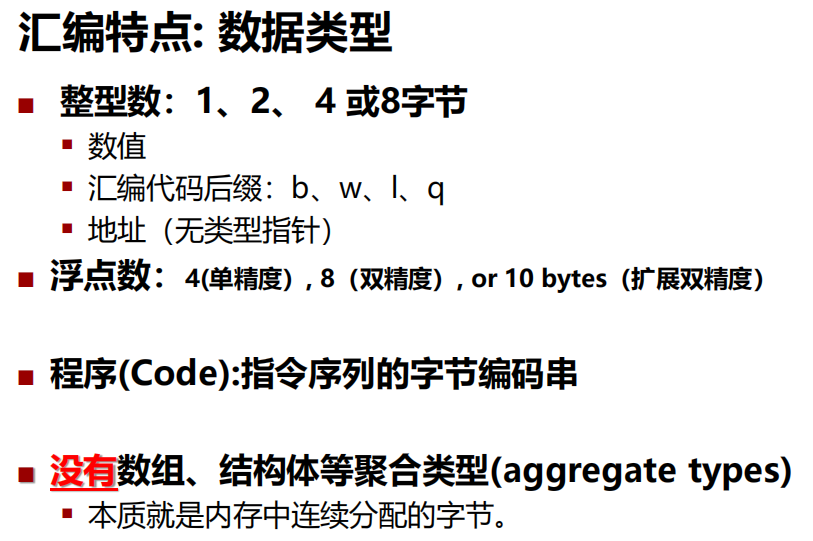 汇编特点: 数据类型
■ 整型数：1、2、 4 或8字节
▪ 数值
▪ 汇编代码后缀：b、w、l、q
▪ 地址（无类型指针）
■ 浮点数：4(单精度）, 8（双精度）, or 10 bytes（扩展双精度）
■ 程序(Code):指令序列的字节编码串
■ 没有数组、结构体等聚合类型(aggregate types)
▪ 本质就是内存中连续分配的字节。